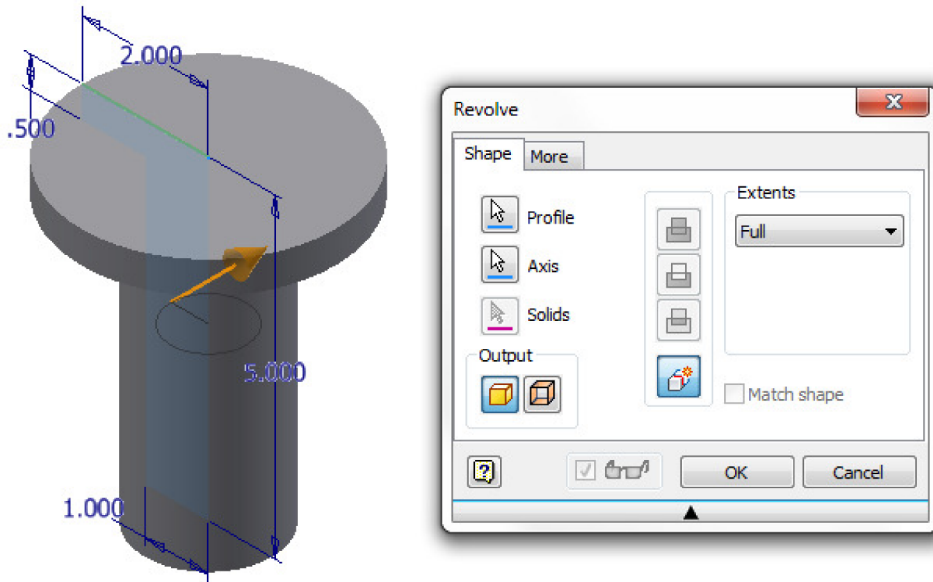 2.000
.500
5.000
1.000
Revolve
Shape
More
Profile
Axis
Solids
Output
Extents
Full
Match shape
?
OK
Cancel